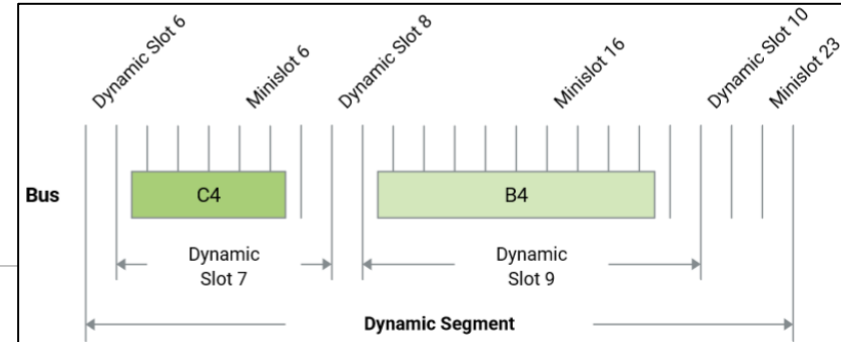 Dynamic Slot 6
Minislot 6
Dynamic Slot 8
Minislot 16
Dynamic Slot 10
Minislot 23
Bus
C4
B4
Dynamic
Slot 7
Dynamic
Slot 9
Dynamic Segment